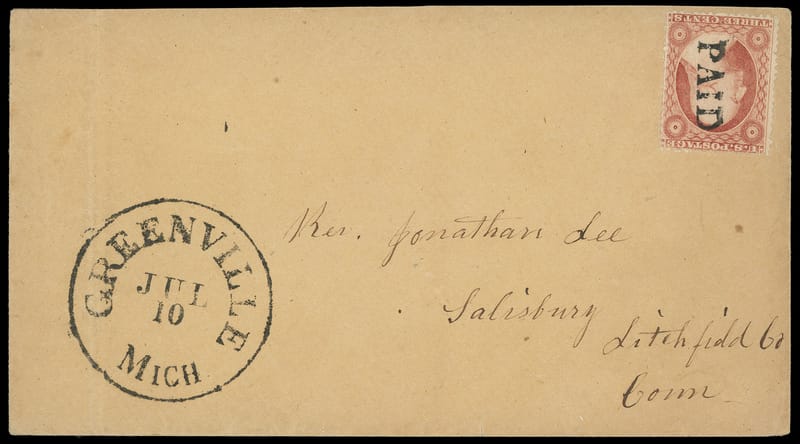 U.S. POSTAGE
PAID
THREE CENTS
GREENVILLE
JUL
10
MICH
Rev. Jonathan Lee
Salisbury
Litchfield Co
Conn